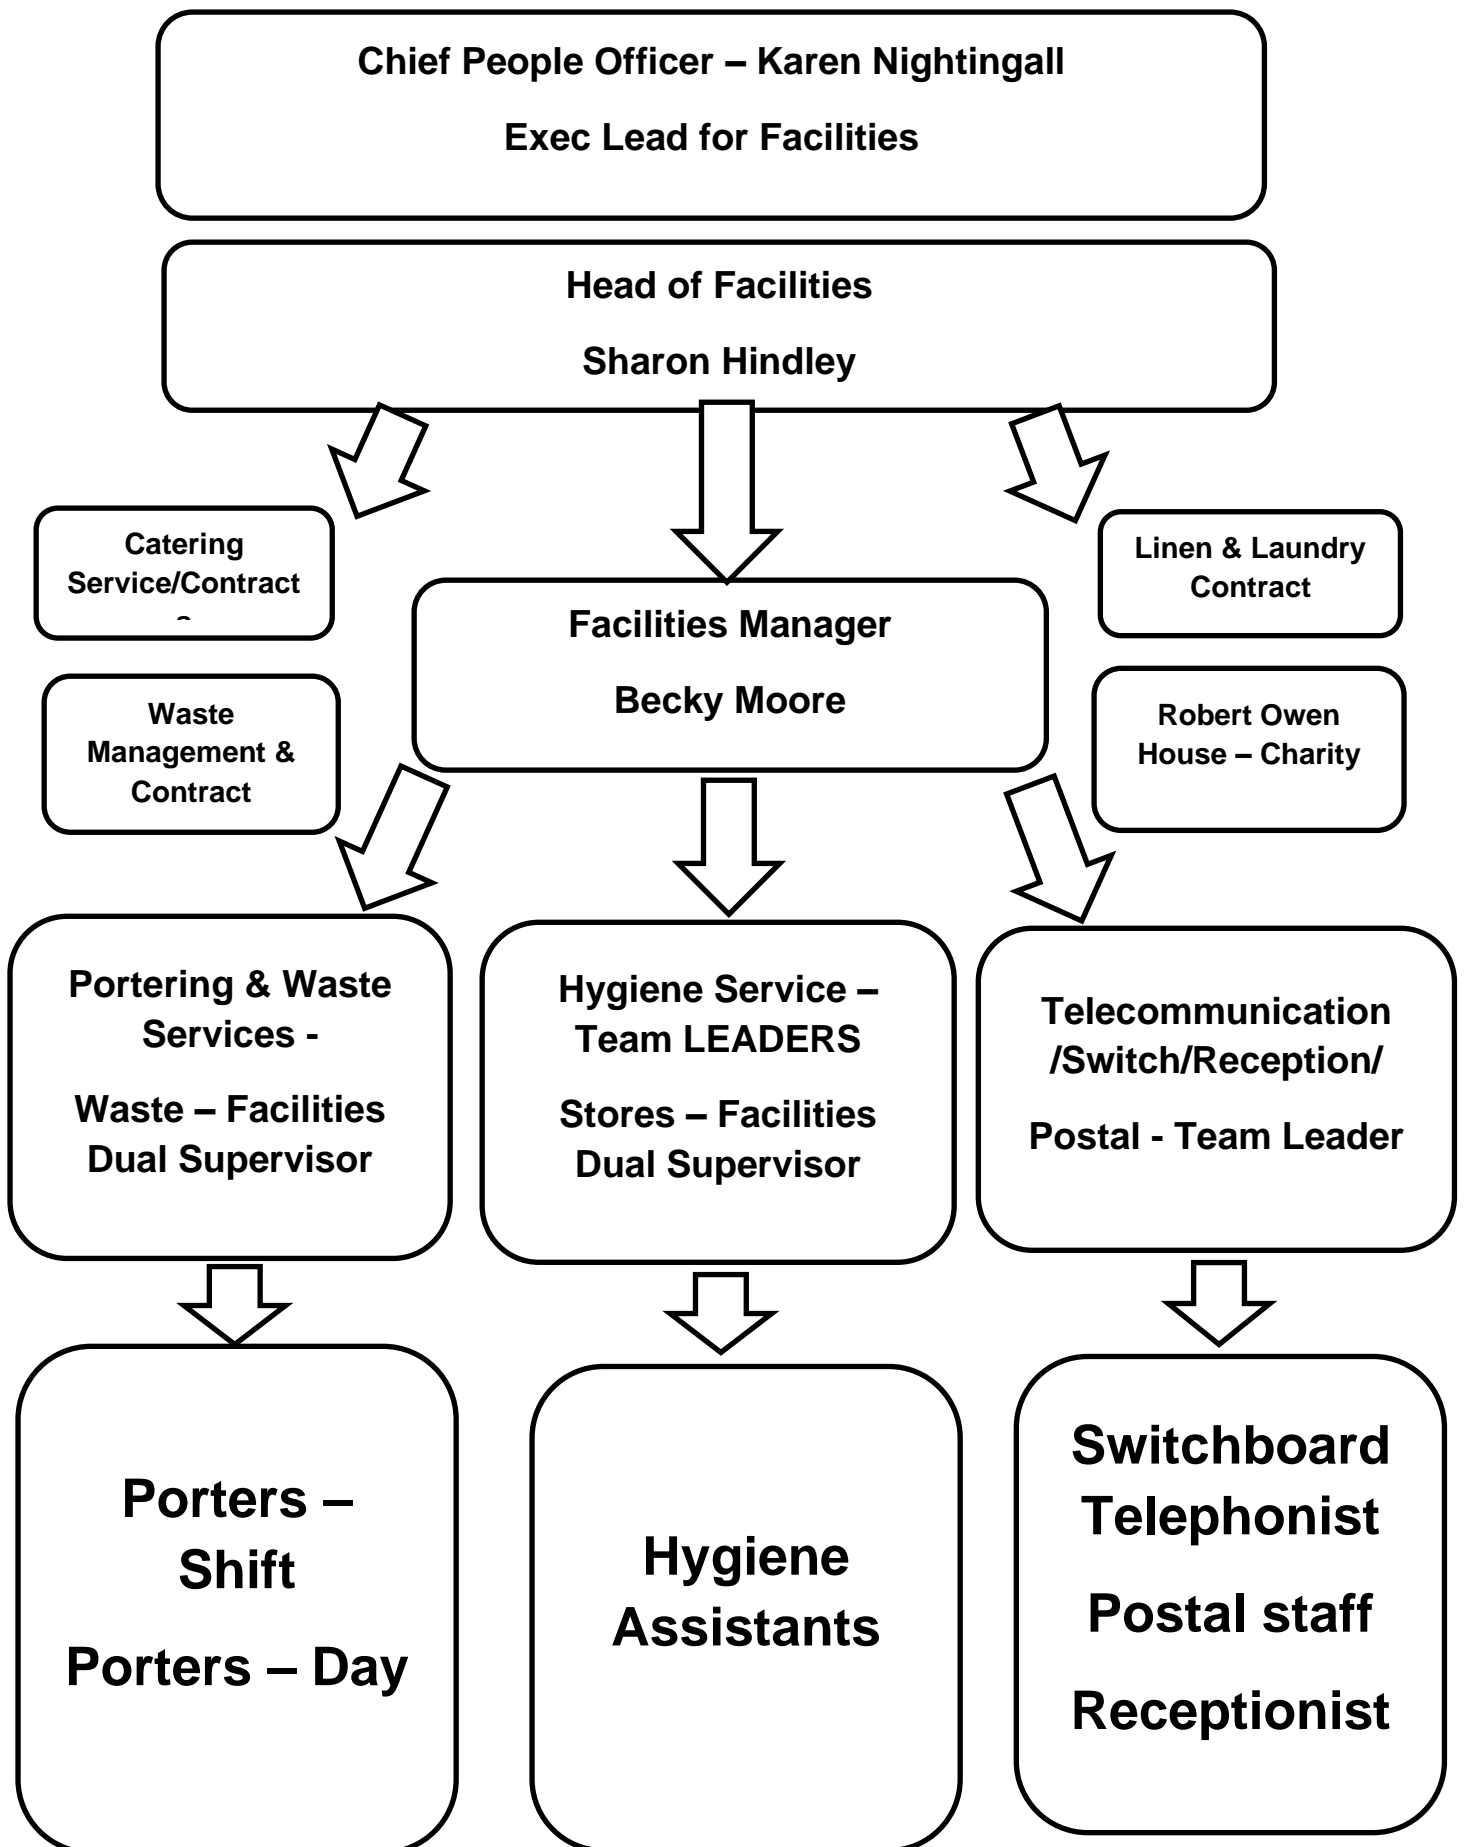 Chief People Officer – Karen Nightingall
Exec Lead for Facilities
Head of Facilities
Sharon Hindley
Catering
Service/Contract
Linen & Laundry
Contract
Facilities Manager
Becky Moore
Waste
Management &
Contract
Robert Owen
House – Charity
Portering & Waste
Services -
Waste – Facilities
Dual Supervisor
Hygiene Service –
Team LEADERS
Stores – Facilities
Dual Supervisor
Telecommunication
/Switch/Reception/
Postal - Team Leader
Porters –
Shift
Porters – Day
Hygiene
Assistants
Switchboard
Telephonist
Postal staff
Receptionist